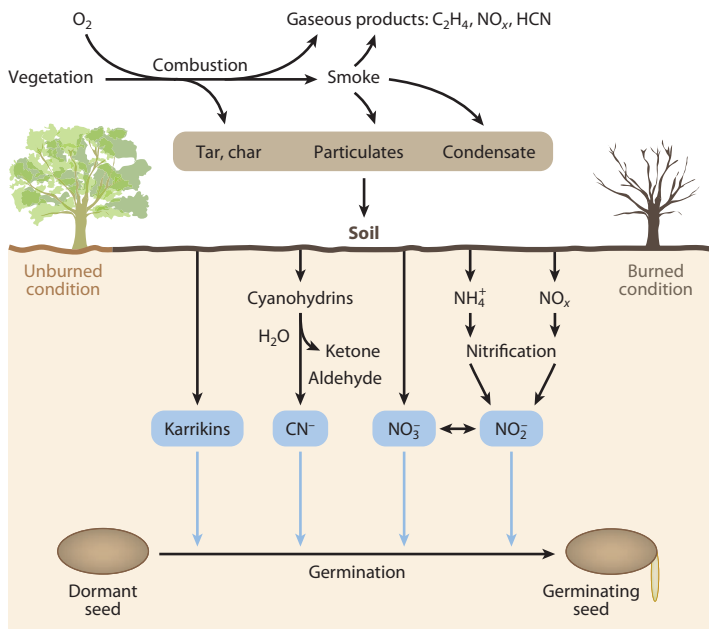 O₂
Gaseous products: C₂H₄, NOₓ, HCN
Combustion
Vegetation
Smoke
Tar, char
Particulates
Condensate
Soil
Unburned
condition
Burned
condition
Cyanohydrins
NH₄⁺
NOₓ
H₂O
Ketone
Nitrification
Aldehyde
Karrikins
CN⁻
NO₃⁻
NO₂⁻
Germination
Dormant
seed
Germinating
seed